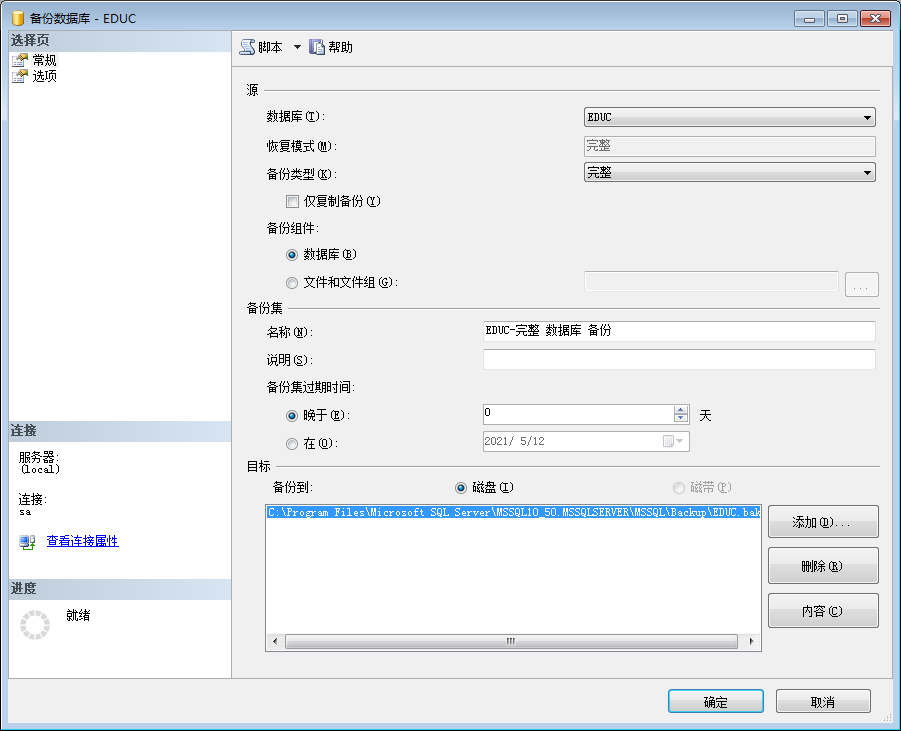 备份数据库 - EDUC
选择页
常规
选项
脚本 帮助
源
数据库(T): EDUC
恢复模式(M): 完整
备份类型(K): 完整
仅复制备份(Y)
备份组件:
数据库(B)
文件和文件组(G): ...
备份集
名称(N): EDUC-完整 数据库 备份
说明(S):
备份集过期时间:
晚于(E): 0 天
在(O): 2021/ 5/12
目标
备份到: 磁盘(I) 磁带(P)
C:\Program Files\Microsoft SQL Server\MSSQL10_50.MSSQLSERVER\MSSQL\Backup\EDUC.bak
添加(D)...
删除(R)
内容(C)
连接
服务器:
(local)
连接:
sa
查看连接属性
进度
就绪
确定 取消